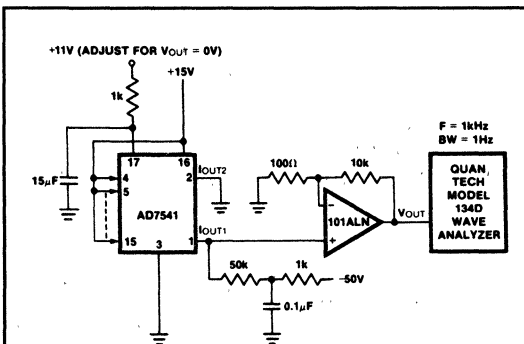 +11V (ADJUST FOR VOUT = 0V)
+15V
1k
17
16
IOUT2
15µF
4
5
2
AD7541
15
3
1
IOUT1
100Ω
10k
101ALN
VOUT
F = 1kHz
BW = 1Hz
QUAN
TECH
MODEL
134D
WAVE
ANALYZER
50k
1k
–50V
0.1µF